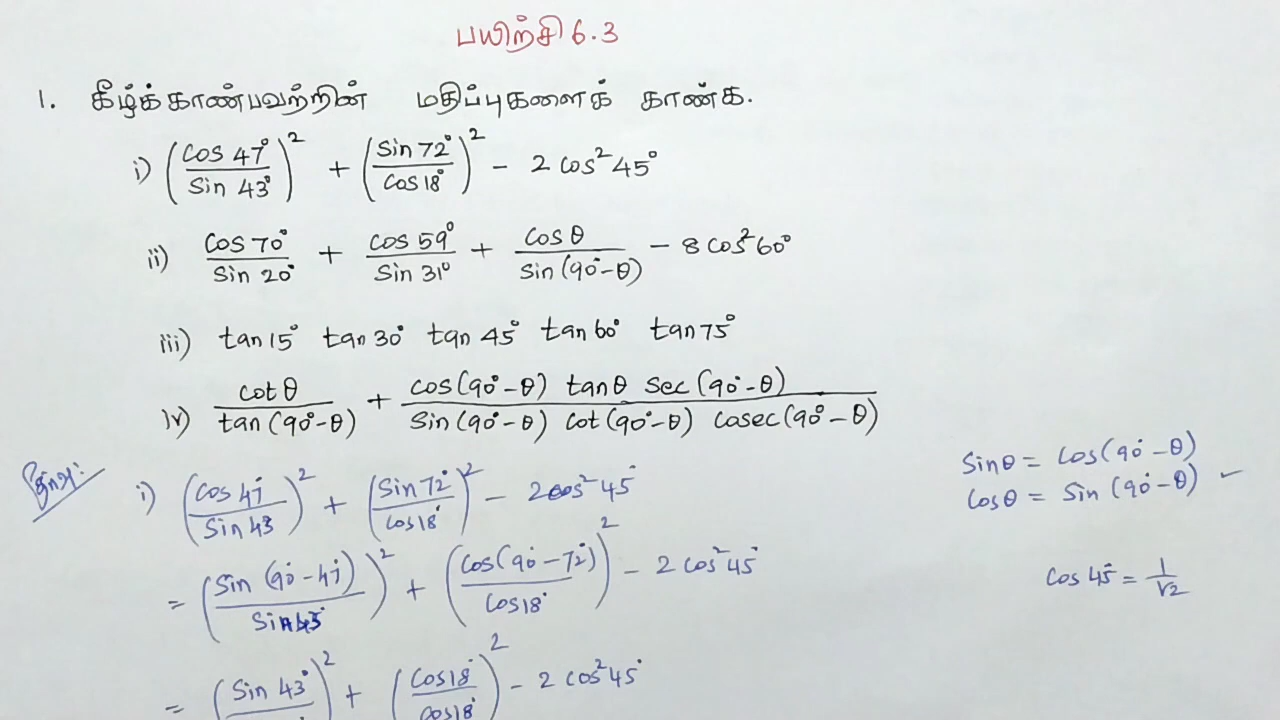 பயிற்சி 6.3
1. கீழ்க்காண்பவற்றின் மதிப்புகளைக் காண்க.
i) (cos 47° / sin 43°)² + (sin 72° / cos 18°)² - 2 cos² 45°
ii) cos 70° / sin 20° + cos 59° / sin 31° + cos θ / sin (90° - θ) - 8 cos² 60°
iii) tan 15° tan 30° tan 45° tan 60° tan 75°
iv) cot θ / tan (90° - θ) + cos (90° - θ) tan θ sec (90° - θ) / sin (90° - θ) cot (90° - θ) cosec (90° - θ)
தீர்வு:
i) (cos 47° / sin 43)² + (sin 72° / cos 18°)² - 2 cos² 45°
sin θ = cos (90° - θ)
cos θ = sin (90° - θ)
= (sin (90° - 47°) / sin 43°)² + (cos (90° - 72°) / cos 18°)² - 2 cos² 45°
cos 45° = 1 / √2
= (sin 43° /)² + (cos 18° / cos 18°)² - 2 cos² 45°